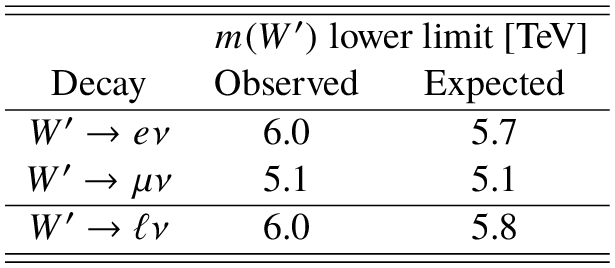 m(W′) lower limit [TeV]
Decay Observed Expected
W′ → eν 6.0 5.7
W′ → μν 5.1 5.1
W′ → ℓν 6.0 5.8